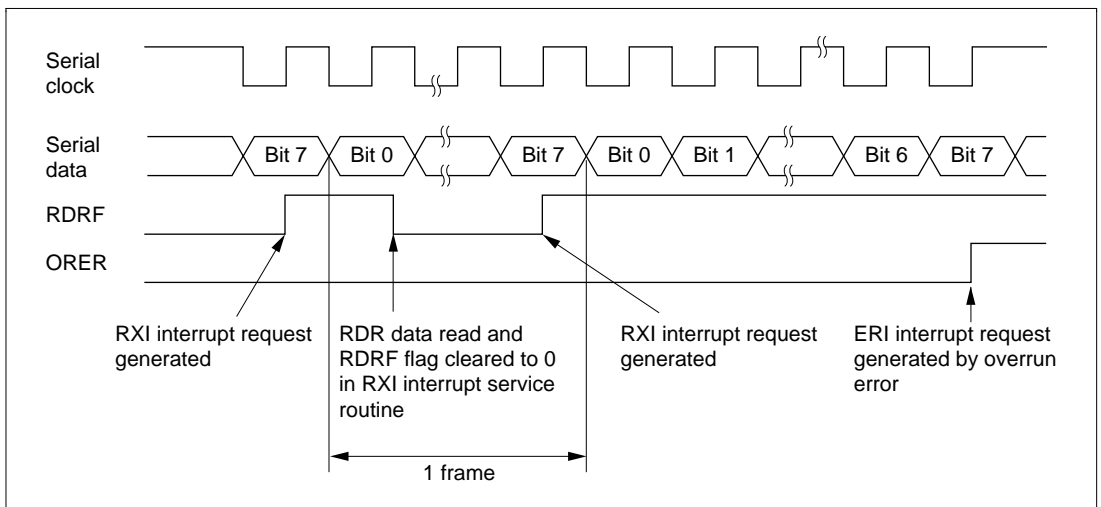 Serial
clock
Serial
data
Bit 7
Bit 0
Bit 7
Bit 0
Bit 1
Bit 6
Bit 7
RDRF
ORER
RXI interrupt request
generated
RDR data read and
RDRF flag cleared to 0
in RXI interrupt service
routine
RXI interrupt request
generated
ERI interrupt request
generated by overrun
error
1 frame